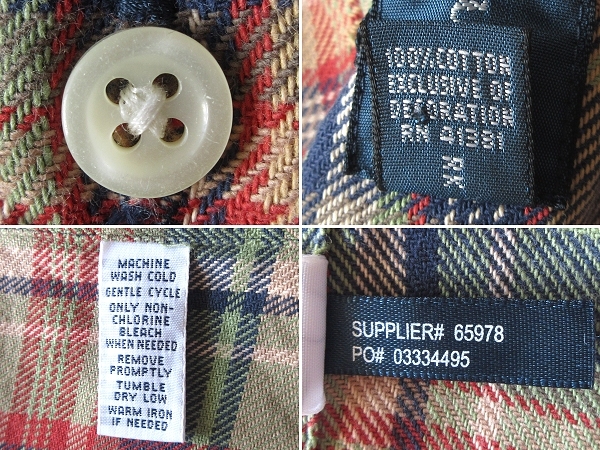 100% COTTON
EXCLUSIVE OF
DECORATION
RN 41381
RX
MACHINE
WASH COLD
GENTLE CYCLE
ONLY NON-
CHLORINE
BLEACH
WHEN NEEDED
REMOVE
PROMPTLY
TUMBLE
DRY LOW
WARM IRON
IF NEEDED
SUPPLIER# 65978
PO# 03334495